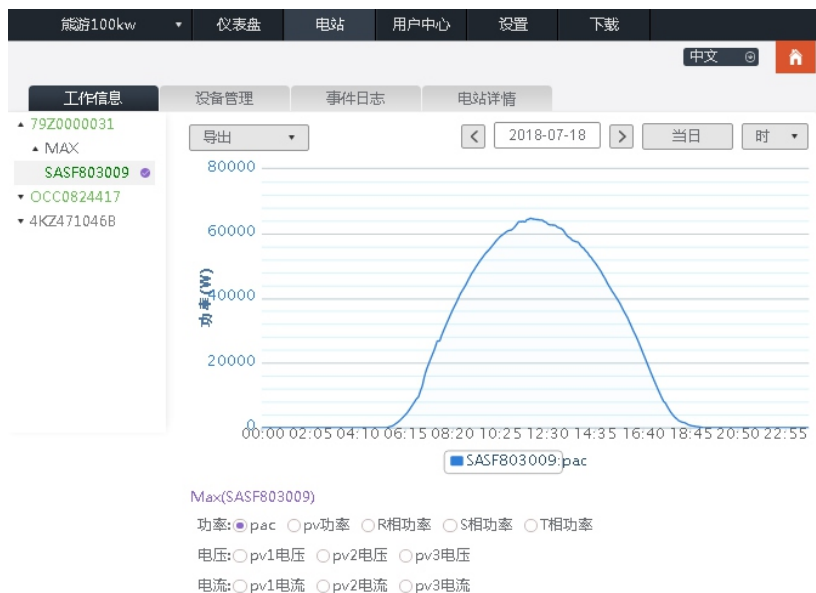 能游100kw 仪表盘 电站 用户中心 设置 下载
中文
工作信息 设备管理 事件日志 电站详情
79Z0000031
MAX
SASF803009
OCC0824417
4KZ471046B
导出 2018-07-18 当日 时
80000
60000
40000
20000
0
功率(W)
00:00 02:05 04:10 06:15 08:20 10:25 12:30 14:35 16:40 18:45 20:50 22:55
SASF803009:pac
Max(SASF803009)
功率: pac pv功率 R相功率 S相功率 T相功率
电压: pv1电压 pv2电压 pv3电压
电流: pv1电流 pv2电流 pv3电流